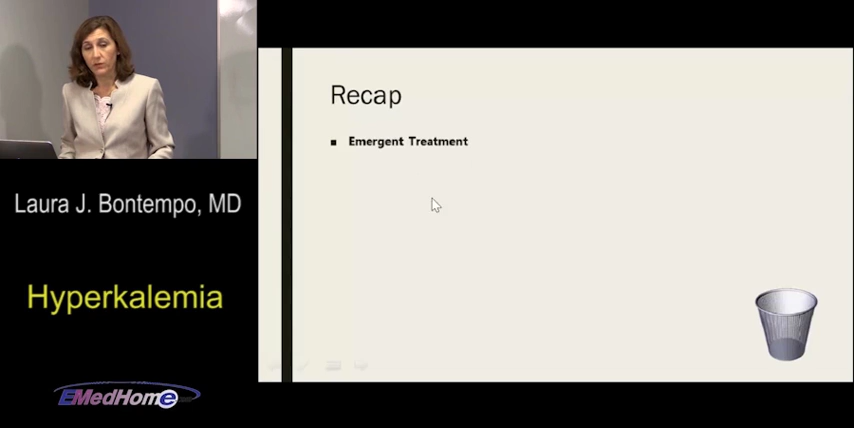 Recap
■ Emergent Treatment
Laura J. Bontempo, MD
Hyperkalemia
EMedHome